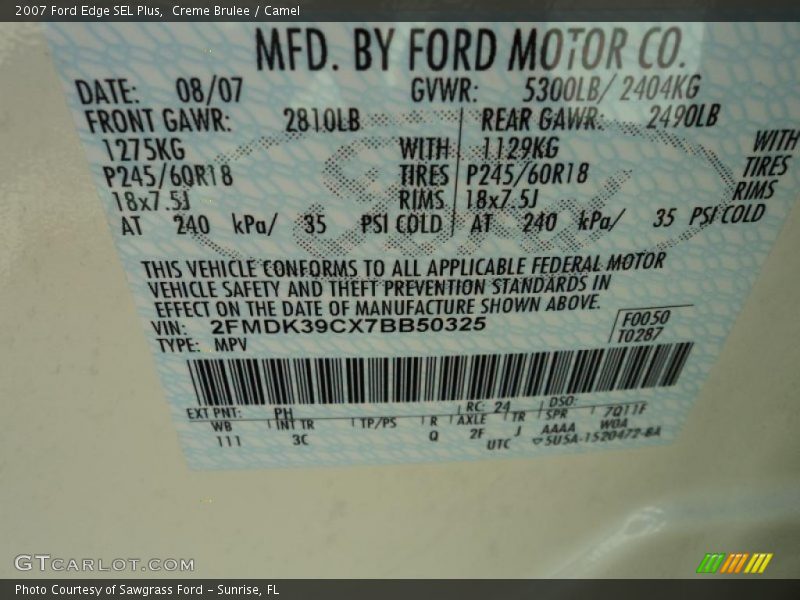 2007 Ford Edge SEL Plus, Creme Brulee / Camel
MFD. BY FORD MOTOR CO.
DATE: 08/07 GVWR: 5300LB/ 2404KG
FRONT GAWR: 2810LB REAR GAWR: 2490LB
1275KG WITH 1129KG WITH
P245/60R18 TIRES P245/60R18 TIRES
18x7.5J RIMS 18x7.5J RIMS
AT 240 kPa/ 35 PSI COLD AT 240 kPa/ 35 PSI COLD
THIS VEHICLE CONFORMS TO ALL APPLICABLE FEDERAL MOTOR
VEHICLE SAFETY AND THEFT PREVENTION STANDARDS IN
EFFECT ON THE DATE OF MANUFACTURE SHOWN ABOVE.
VIN: 2FMDK39CX7BB50325 F0050
TYPE: MPV T0287
EXT PNT: PH RC: 24 DSO: 7Q11F
WB INT TR TP/PS R AXLE TR SPR WOA
111 3C Q 2F J AAAA
UTC 5U5A-1520472-BA
GTCARLOT.COM
Photo Courtesy of Sawgrass Ford - Sunrise, FL